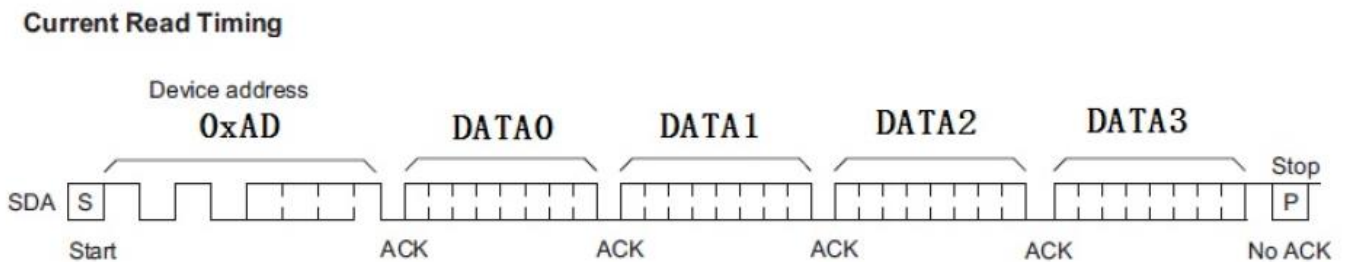 Current Read Timing
Device address
0xAD DATA0 DATA1 DATA2 DATA3
Stop
SDA S P
Start ACK ACK ACK ACK No ACK